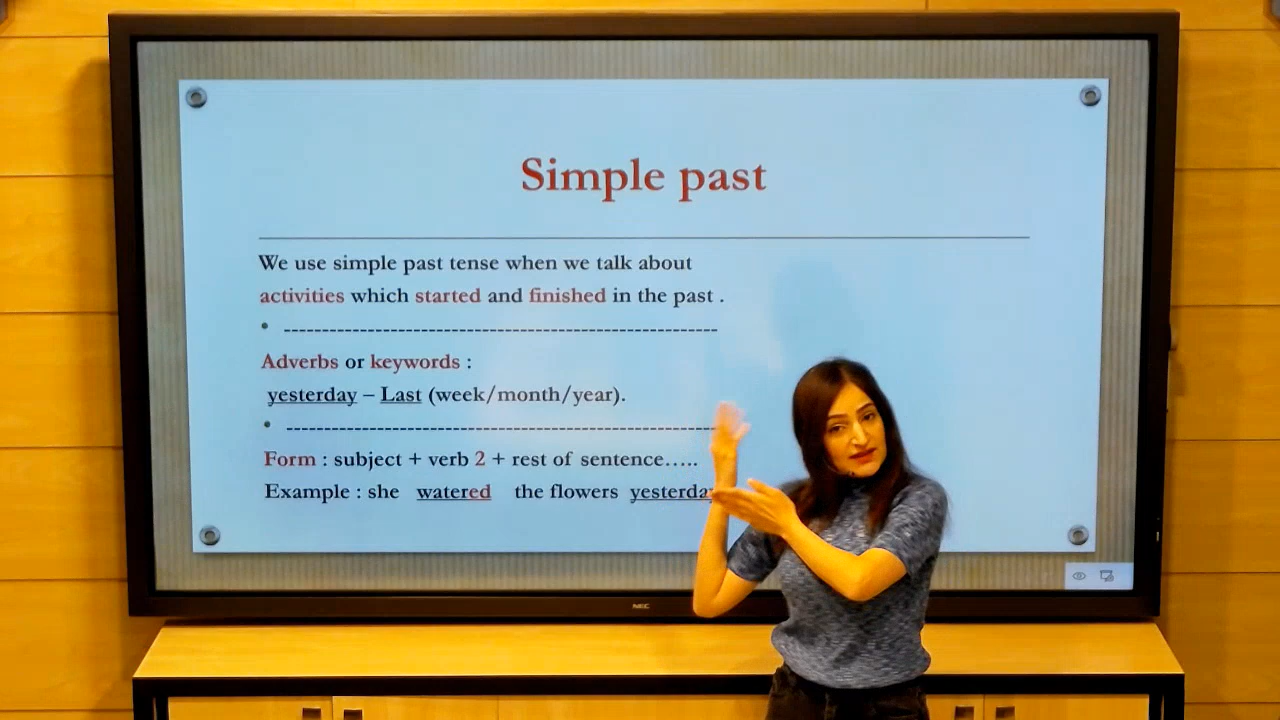 Simple past
We use simple past tense when we talk about
activities which started and finished in the past .
• ----------------------------------------------------------
Adverbs or keywords :
yesterday – Last (week/month/year).
• ----------------------------------------------------------
Form : subject + verb 2 + rest of sentence…..
Example : she watered the flowers yesterday
NEC